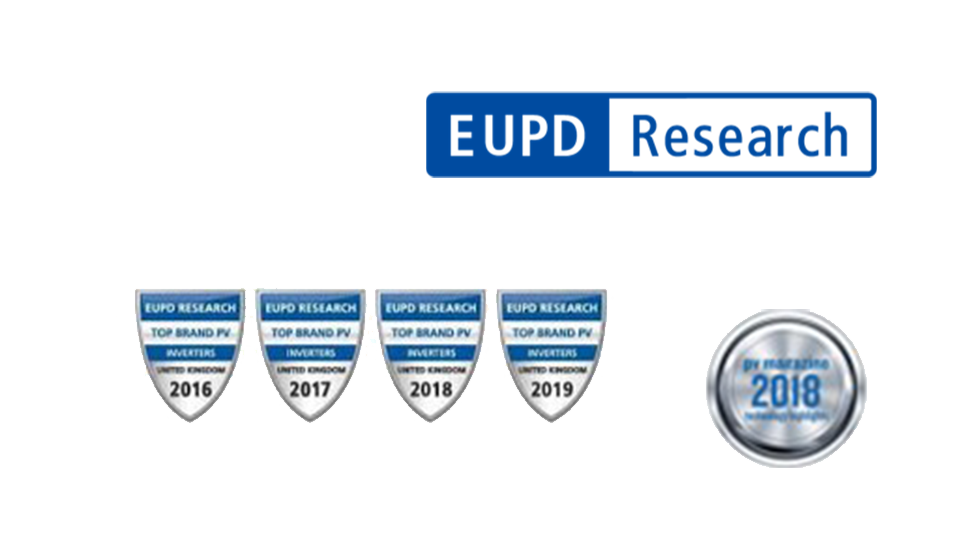 EUPD Research
EUPD RESEARCH
TOP BRAND PV
INVERTERS
UNITED KINGDOM
2016
EUPD RESEARCH
TOP BRAND PV
INVERTERS
UNITED KINGDOM
2017
EUPD RESEARCH
TOP BRAND PV
INVERTERS
UNITED KINGDOM
2018
EUPD RESEARCH
TOP BRAND PV
INVERTERS
UNITED KINGDOM
2019
pv magazine
2018
technology highlights